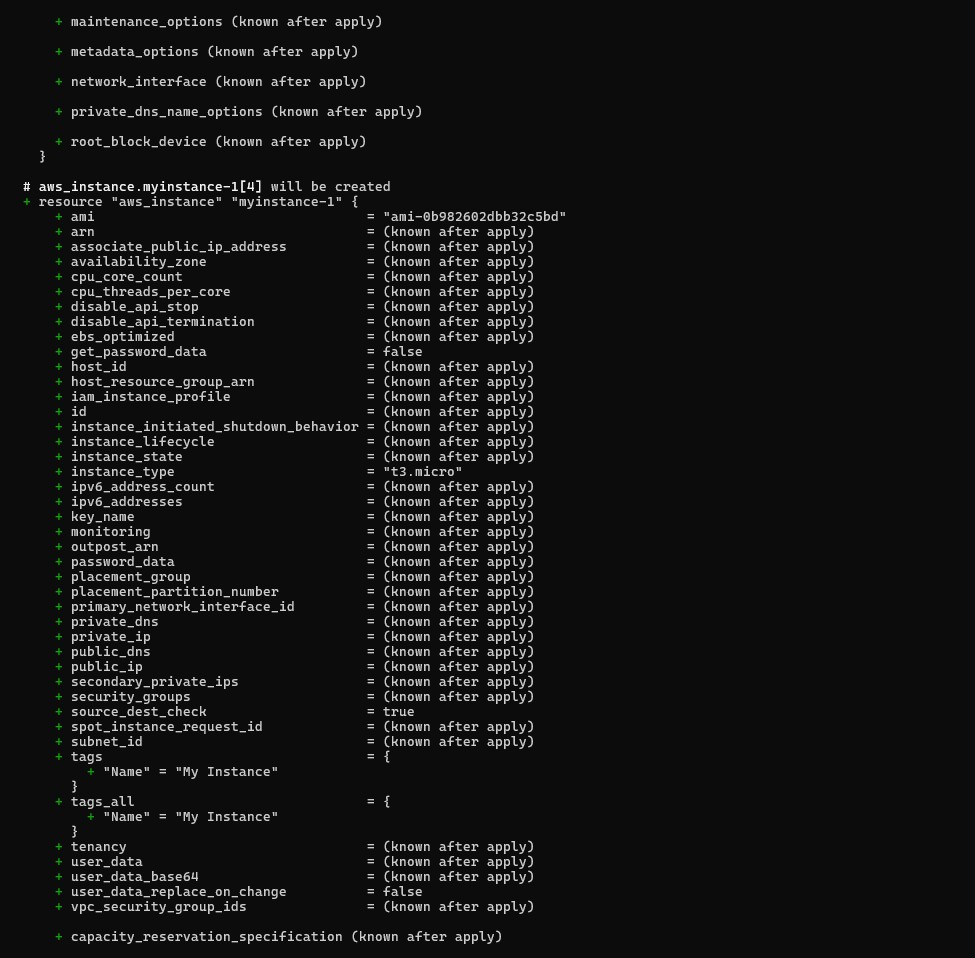 + maintenance_options (known after apply)
+ metadata_options (known after apply)
+ network_interface (known after apply)
+ private_dns_name_options (known after apply)
+ root_block_device (known after apply)
}
# aws_instance.myinstance-1[4] will be created
+ resource "aws_instance" "myinstance-1" {
+ ami = "ami-0b982602dbb32c5bd"
+ arn = (known after apply)
+ associate_public_ip_address = (known after apply)
+ availability_zone = (known after apply)
+ cpu_core_count = (known after apply)
+ cpu_threads_per_core = (known after apply)
+ disable_api_stop = (known after apply)
+ disable_api_termination = (known after apply)
+ ebs_optimized = (known after apply)
+ get_password_data = false
+ host_id = (known after apply)
+ host_resource_group_arn = (known after apply)
+ iam_instance_profile = (known after apply)
+ id = (known after apply)
+ instance_initiated_shutdown_behavior = (known after apply)
+ instance_lifecycle = (known after apply)
+ instance_state = (known after apply)
+ instance_type = "t3.micro"
+ ipv6_address_count = (known after apply)
+ ipv6_addresses = (known after apply)
+ key_name = (known after apply)
+ monitoring = (known after apply)
+ outpost_arn = (known after apply)
+ password_data = (known after apply)
+ placement_group = (known after apply)
+ placement_partition_number = (known after apply)
+ primary_network_interface_id = (known after apply)
+ private_dns = (known after apply)
+ private_ip = (known after apply)
+ public_dns = (known after apply)
+ public_ip = (known after apply)
+ secondary_private_ips = (known after apply)
+ security_groups = (known after apply)
+ source_dest_check = true
+ spot_instance_request_id = (known after apply)
+ subnet_id = (known after apply)
+ tags = {
+ "Name" = "My Instance"
}
+ tags_all = {
+ "Name" = "My Instance"
}
+ tenancy = (known after apply)
+ user_data = (known after apply)
+ user_data_base64 = (known after apply)
+ user_data_replace_on_change = false
+ vpc_security_group_ids = (known after apply)
+ capacity_reservation_specification (known after apply)